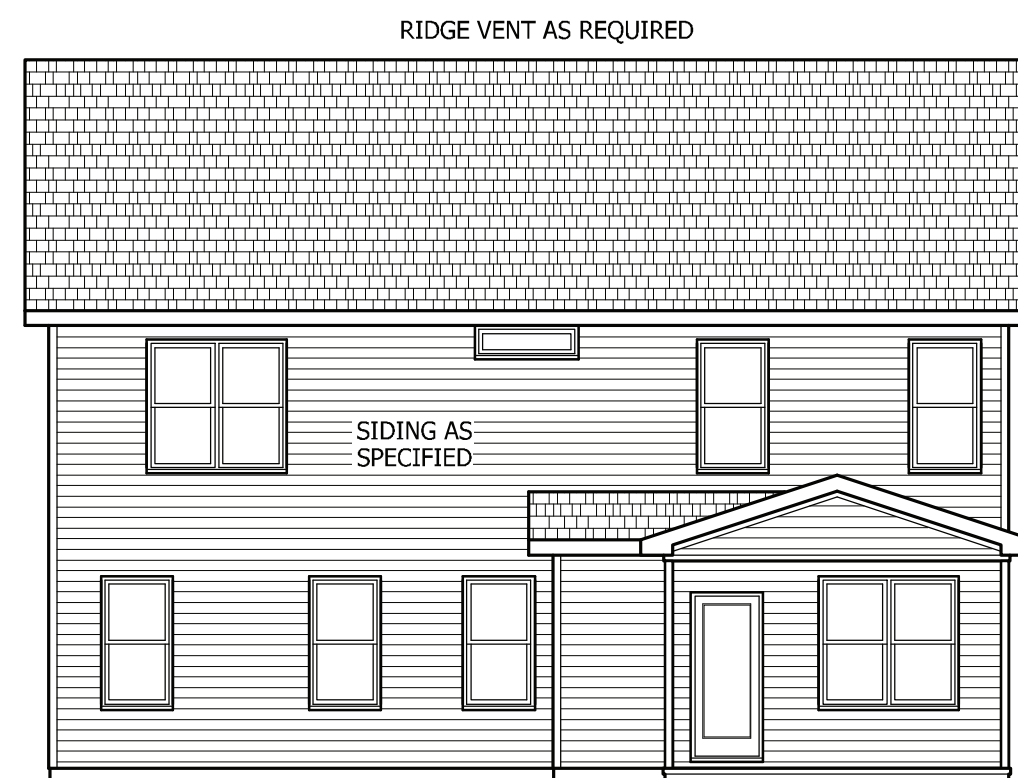 RIDGE VENT AS REQUIRED
SIDING AS
SPECIFIED